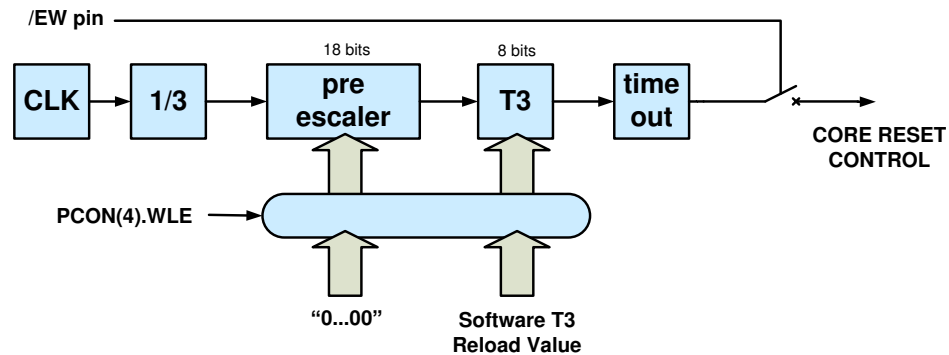 /EW pin
18 bits
8 bits
CLK
1/3
pre
escaler
T3
time
out
CORE RESET
CONTROL
PCON(4).WLE
“0...00”
Software T3
Reload Value